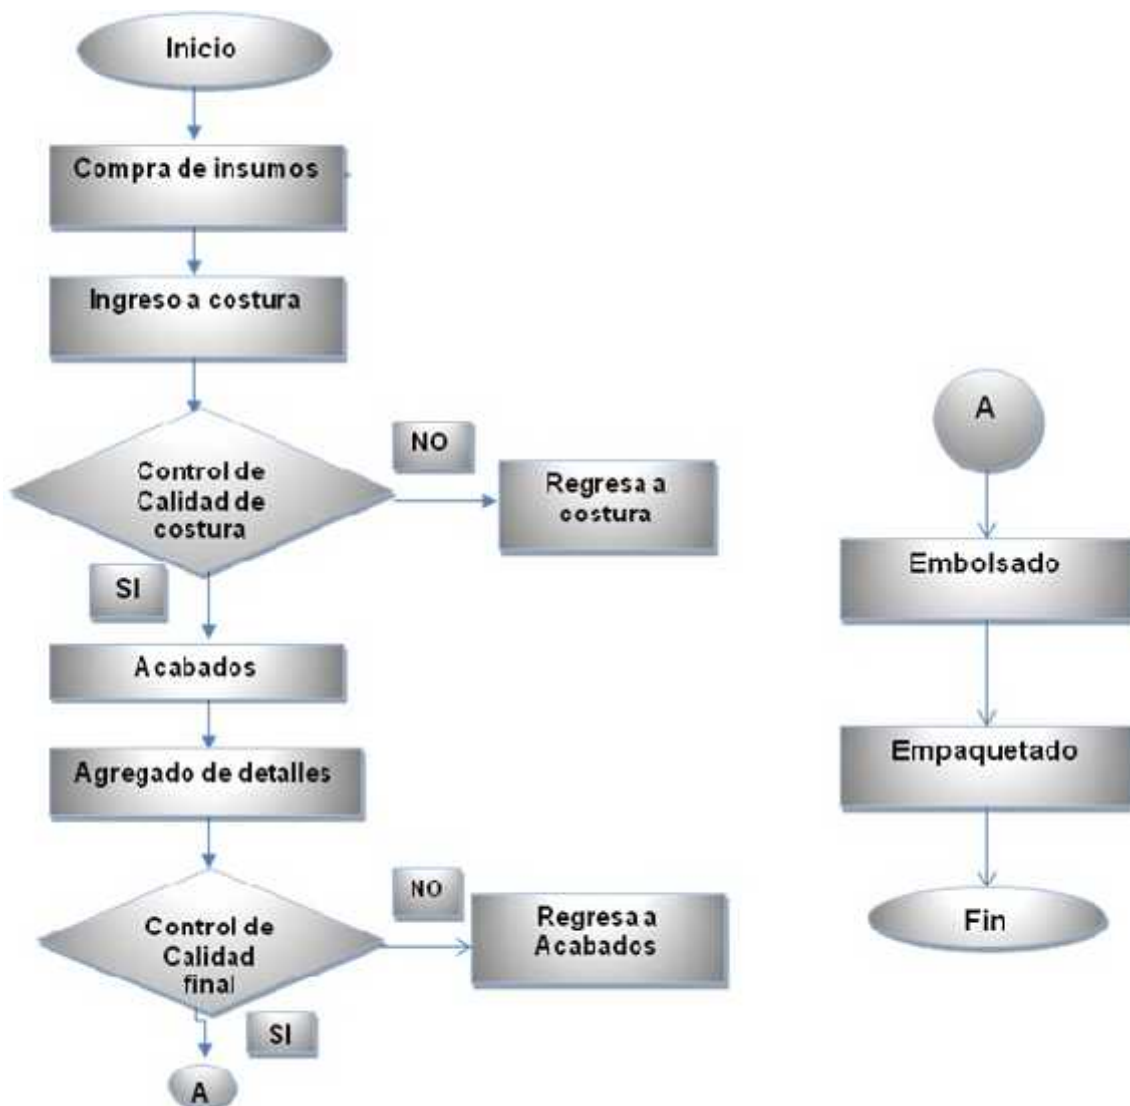 Inicio
Compra de insumos
Ingreso a costura
Control de
Calidad de
costura
NO
Regresa a
costura
SI
Acabados
Agregado de detalles
Control de
Calidad
final
NO
Regresa a
Acabados
SI
A
A
Embolsado
Empaquetado
Fin